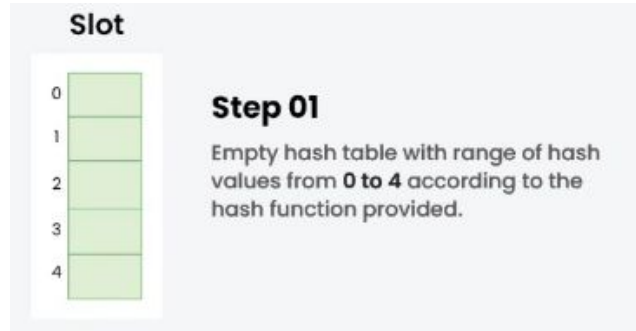 Slot
0
1
2
3
4
Step 01
Empty hash table with range of hash
values from 0 to 4 according to the
hash function provided.